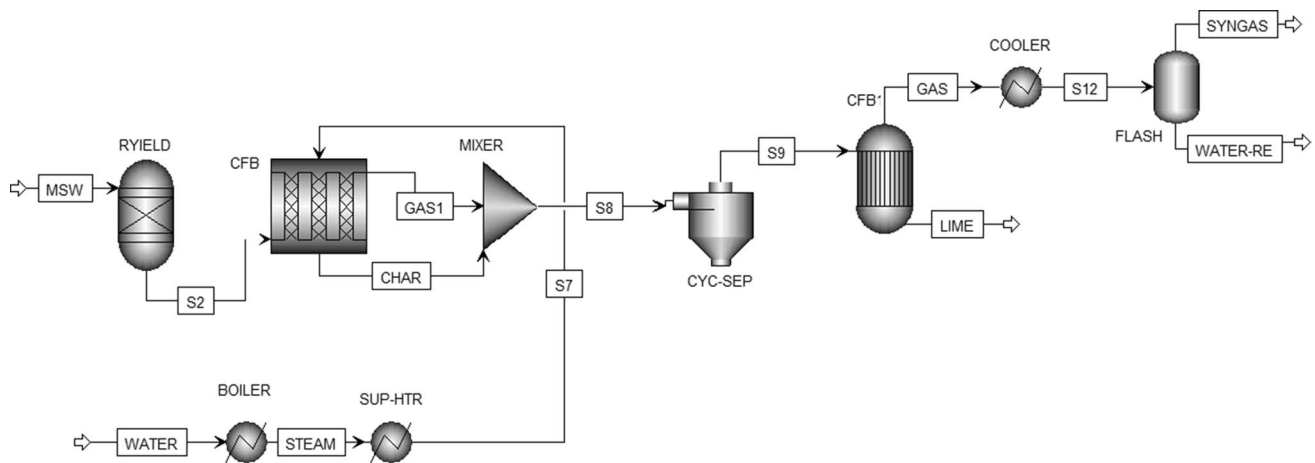 SYNGAS
COOLER
GAS
S12
CFB'
FLASH
WATER-RE
RYIELD
CFB
MIXER
S9
MSW
GAS1
S8
LIME
CHAR
CYC-SEP
S2
S7
BOILER
SUP-HTR
WATER
STEAM